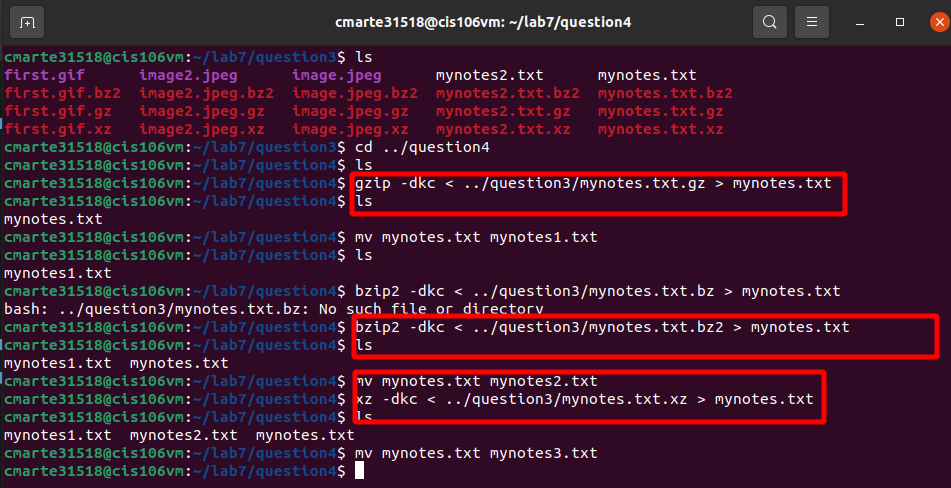 cmarte31518@cis106vm: ~/lab7/question4
cmarte31518@cis106vm:~/lab7/question3$ ls
first.gif      image2.jpeg      image.jpeg      mynotes2.txt      mynotes.txt
first.gif.bz2  image2.jpeg.bz2  image.jpeg.bz2  mynotes2.txt.bz2  mynotes.txt.bz2
first.gif.gz   image2.jpeg.gz   image.jpeg.gz   mynotes2.txt.gz   mynotes.txt.gz
first.gif.xz   image2.jpeg.xz   image.jpeg.xz   mynotes2.txt.xz   mynotes.txt.xz
cmarte31518@cis106vm:~/lab7/question3$ cd ../question4
cmarte31518@cis106vm:~/lab7/question4$ ls
cmarte31518@cis106vm:~/lab7/question4$ gzip -dkc < ../question3/mynotes.txt.gz > mynotes.txt
cmarte31518@cis106vm:~/lab7/question4$ ls
mynotes.txt
cmarte31518@cis106vm:~/lab7/question4$ mv mynotes.txt mynotes1.txt
cmarte31518@cis106vm:~/lab7/question4$ ls
mynotes1.txt
cmarte31518@cis106vm:~/lab7/question4$ bzip2 -dkc < ../question3/mynotes.txt.bz > mynotes.txt
bash: ../question3/mynotes.txt.bz: No such file or directory
cmarte31518@cis106vm:~/lab7/question4$ bzip2 -dkc < ../question3/mynotes.txt.bz2 > mynotes.txt
cmarte31518@cis106vm:~/lab7/question4$ ls
mynotes1.txt  mynotes.txt
cmarte31518@cis106vm:~/lab7/question4$ mv mynotes.txt mynotes2.txt
cmarte31518@cis106vm:~/lab7/question4$ xz -dkc < ../question3/mynotes.txt.xz > mynotes.txt
cmarte31518@cis106vm:~/lab7/question4$ ls
mynotes1.txt  mynotes2.txt  mynotes.txt
cmarte31518@cis106vm:~/lab7/question4$ mv mynotes.txt mynotes3.txt
cmarte31518@cis106vm:~/lab7/question4$